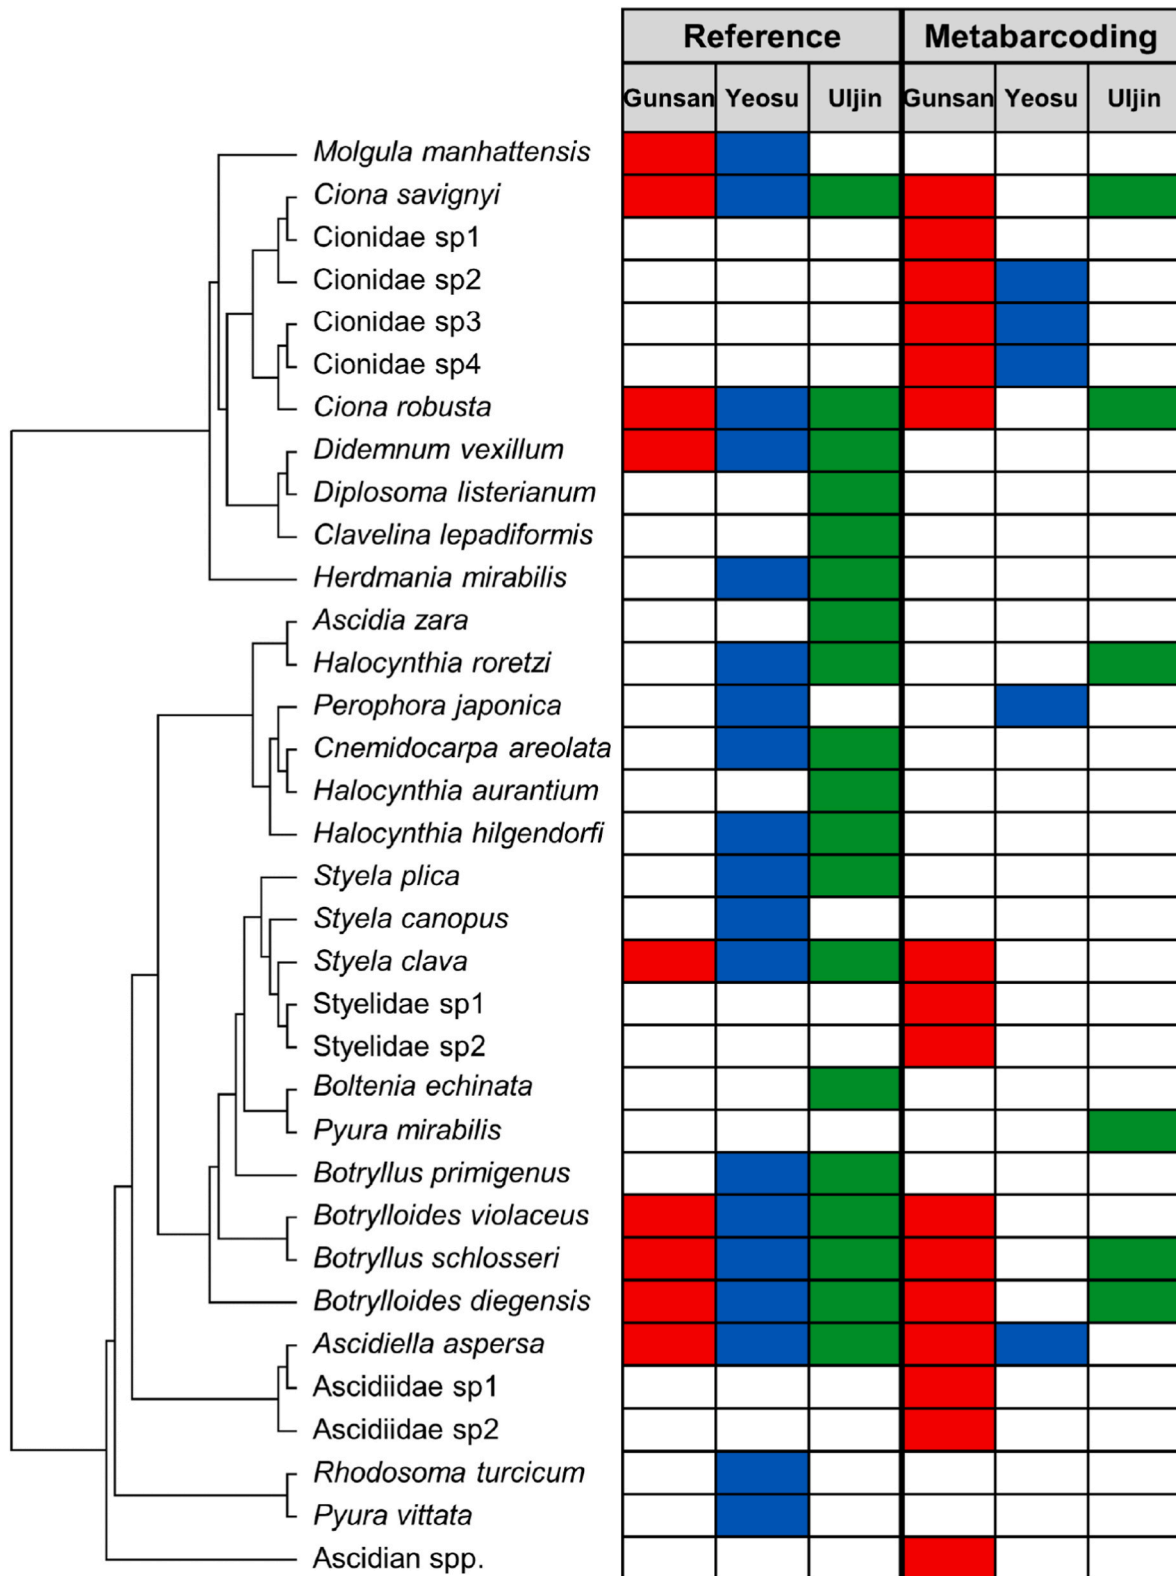 Reference Metabarcoding
Gunsan Yeosu Uljin Gunsan Yeosu Uljin
Molgula manhattensis
Ciona savignyi
Cionidae sp1
Cionidae sp2
Cionidae sp3
Cionidae sp4
Ciona robusta
Didemnum vexillum
Diplosoma listerianum
Clavelina lepadiformis
Herdmania mirabilis
Ascidia zara
Halocynthia roretzi
Perophora japonica
Cnemidocarpa areolata
Halocynthia aurantium
Halocynthia hilgendorfi
Styela plica
Styela canopus
Styela clava
Styelidae sp1
Styelidae sp2
Boltenia echinata
Pyura mirabilis
Botryllus primigenus
Botrylloides violaceus
Botryllus schlosseri
Botrylloides diegensis
Ascidiella aspersa
Ascidiidae sp1
Ascidiidae sp2
Rhodosoma turcicum
Pyura vittata
Ascidian spp.